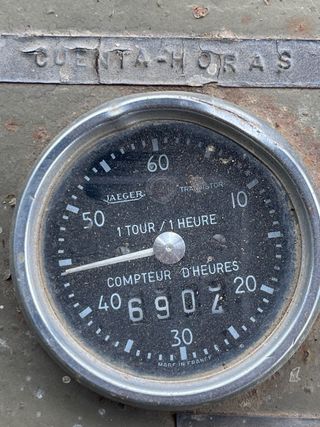 CUENTA-HORAS
60
JAEGER TRANSISTOR
50 10
1 TOUR / 1 HEURE
COMPTEUR D'HEURES
40 6907 20
30
MADE IN FRANCE